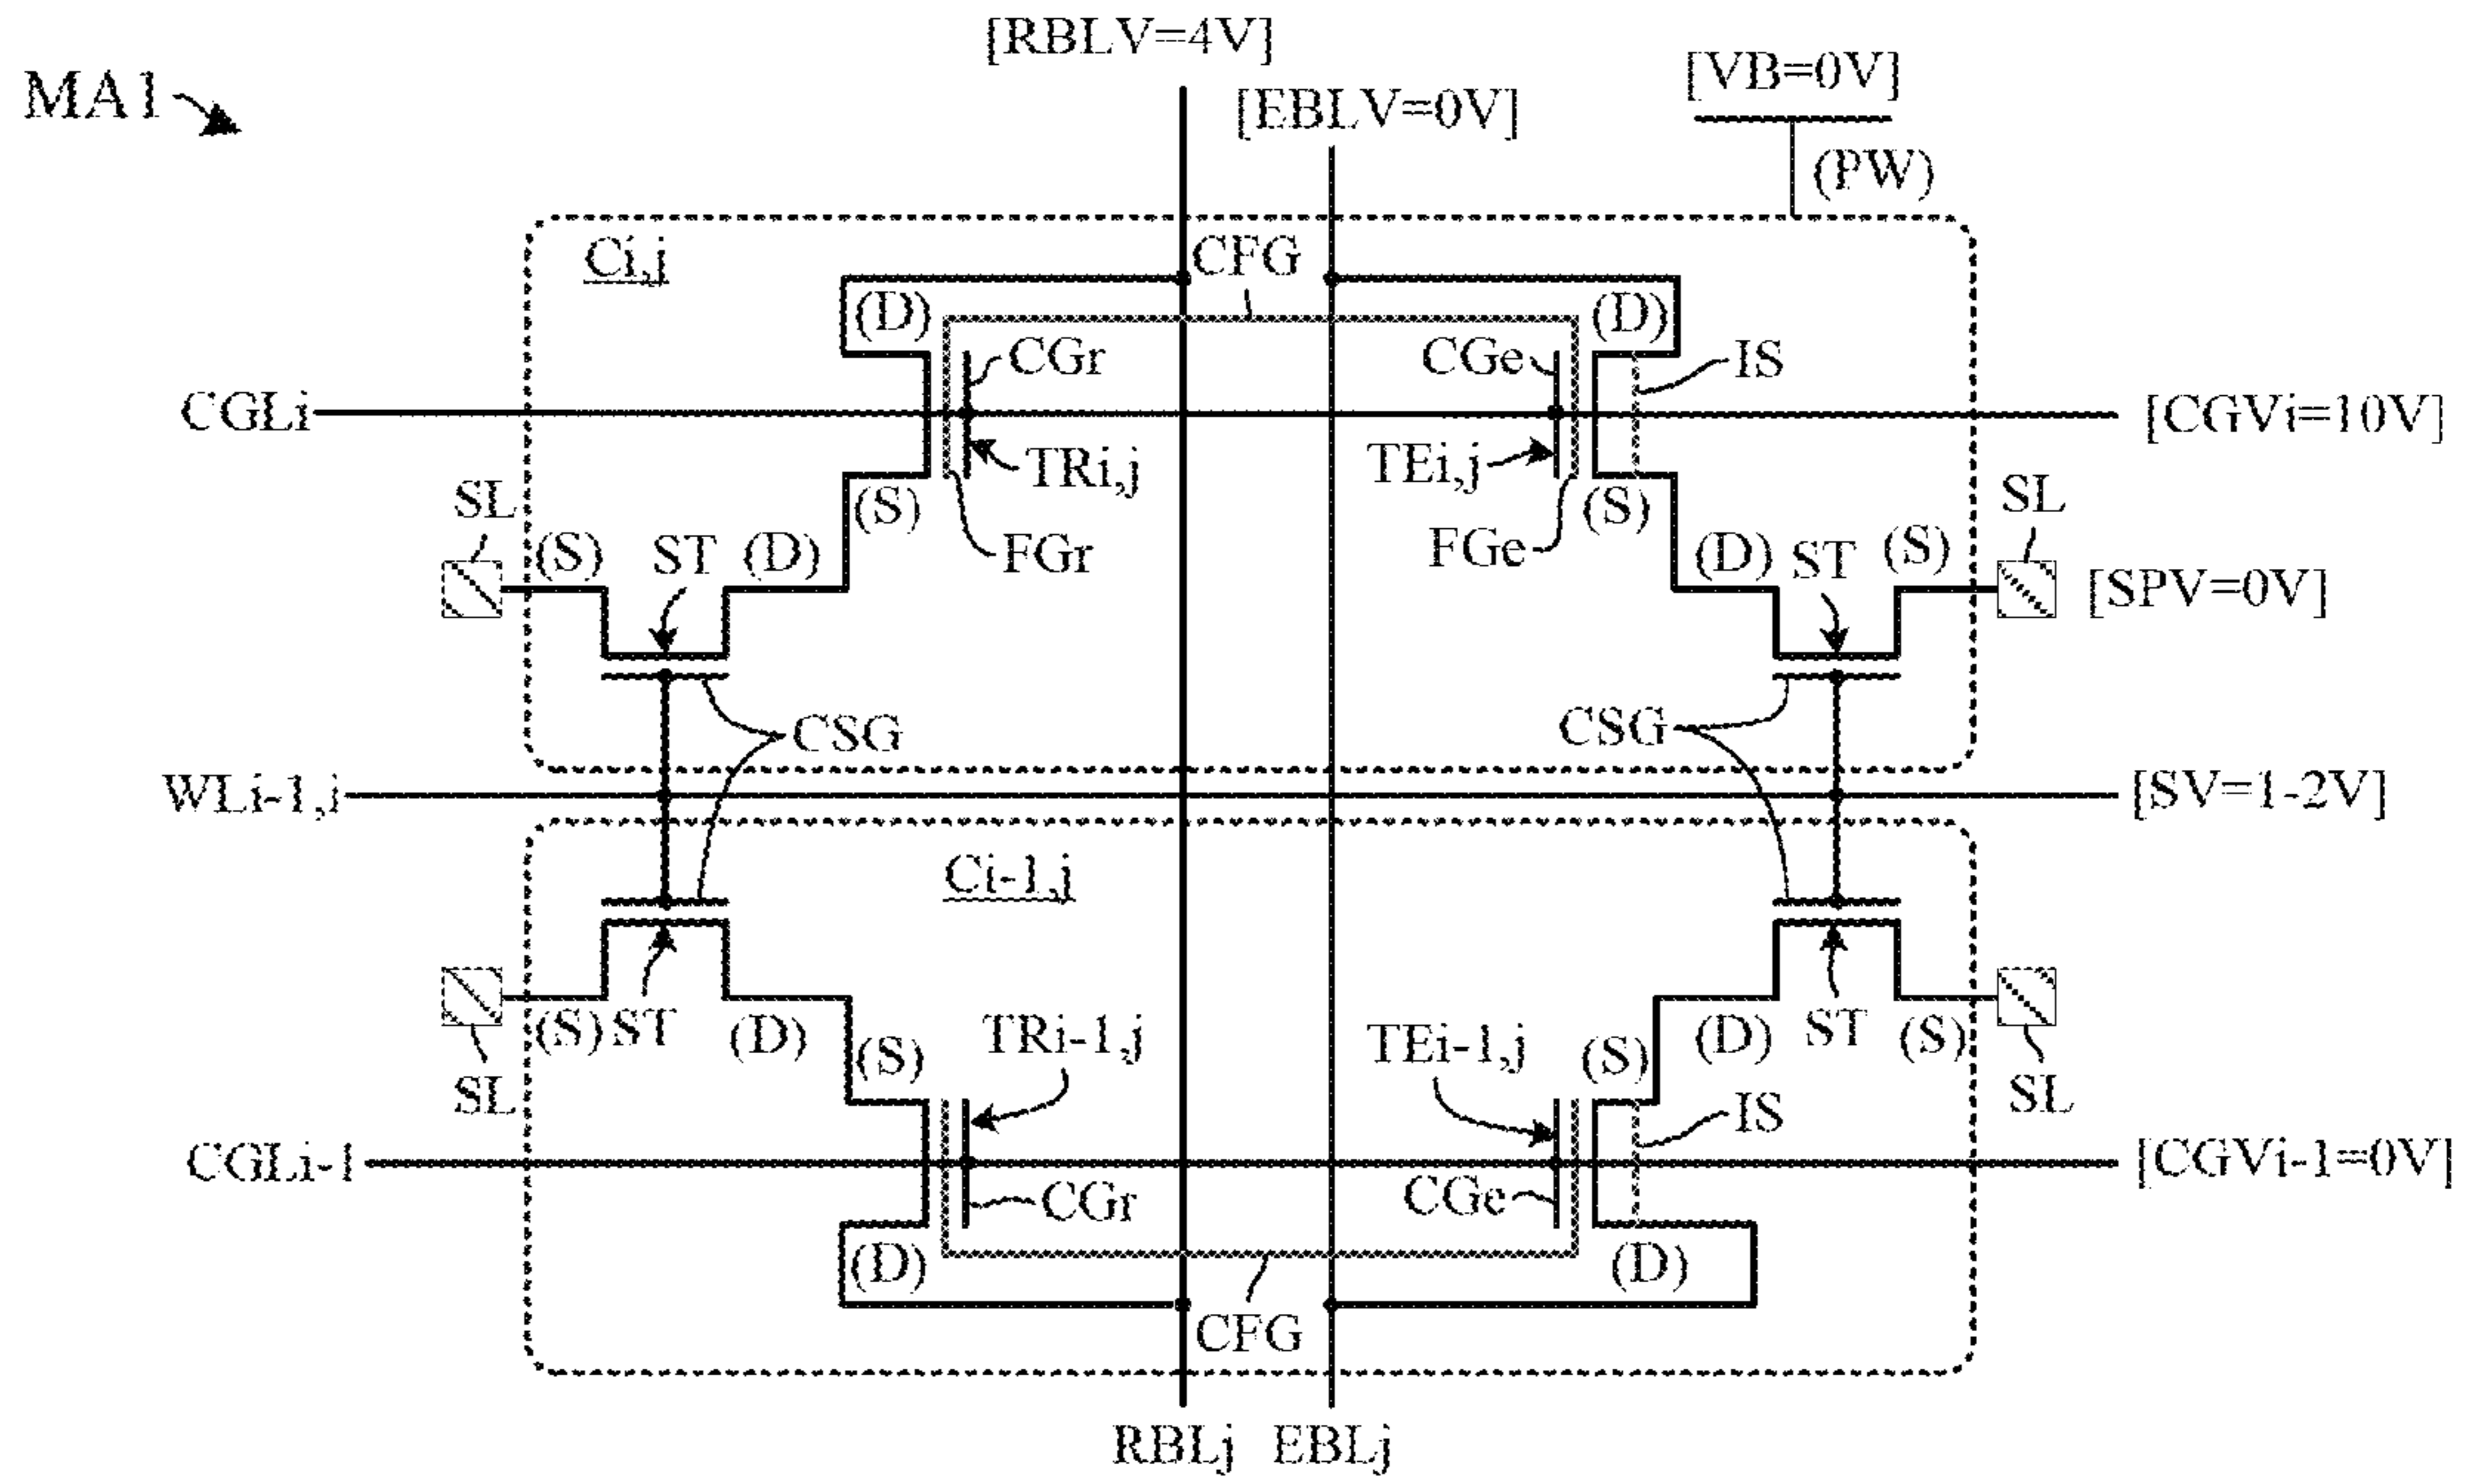 [RBLV=4V]
MA1
[EBLV=0V]
[VB=0V]
(PW)
Ci,j
CFG
(D)
(D)
CGr
CGe
IS
CGLi
[CGVi=10V]
TRi,j
TEi,j
SL
(S)
(S)
SL
(S)
ST
(D)
FGr
FGe
(D)
ST
(S)
[SPV=0V]
CSG
CSG
WLi-1,i
[SV=1-2V]
Ci-1,j
(S)
ST
(D)
(S)
TRi-1,j
TEi-1,j
(S)
(D)
ST
(S)
SL
SL
IS
CGLi-1
[CGVi-1=0V]
CGr
CGe
(D)
(D)
CFG
RBLj
EBLj